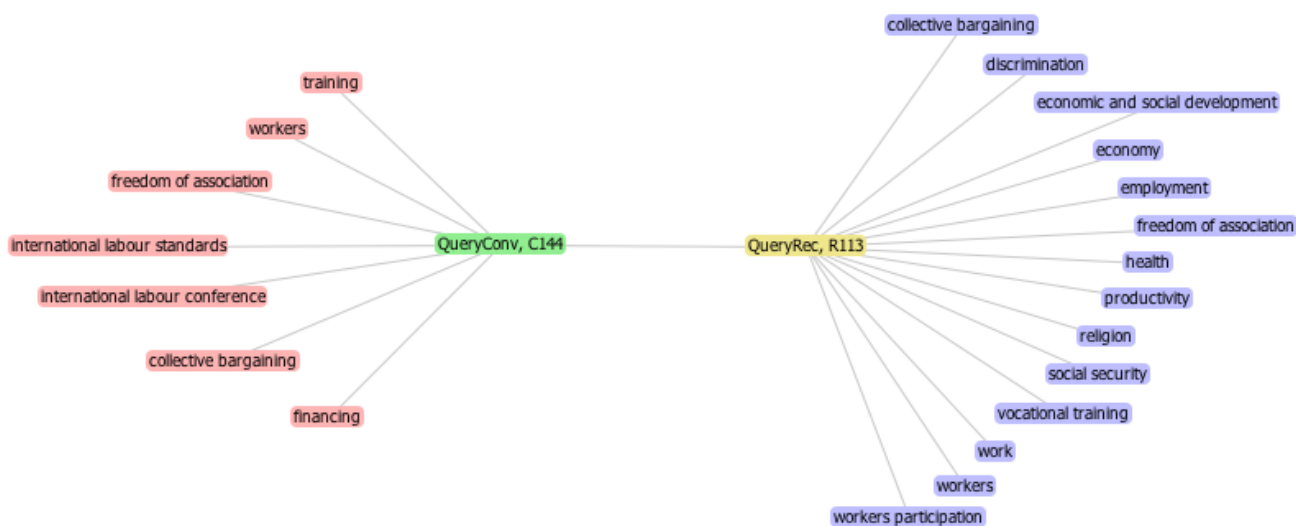 training
workers
freedom of association
international labour standards
international labour conference
collective bargaining
financing
QueryConv, C144
QueryRec, R113
collective bargaining
discrimination
economic and social development
economy
employment
freedom of association
health
productivity
religion
social security
vocational training
work
workers
workers participation